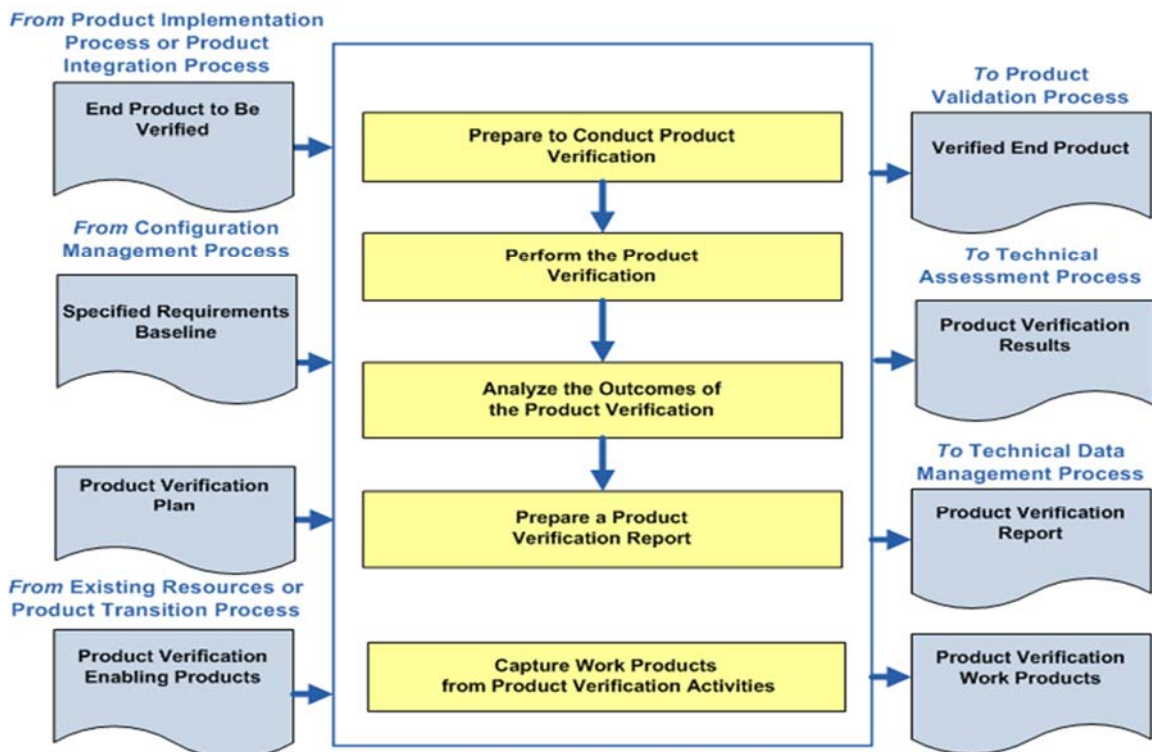 From Product Implementation
Process or Product
Integration Process
End Product to Be
Verified
From Configuration
Management Process
Specified Requirements
Baseline
Product Verification
Plan
From Existing Resources or
Product Transition Process
Product Verification
Enabling Products
Prepare to Conduct Product
Verification
Perform the Product
Verification
Analyze the Outcomes of
the Product Verification
Prepare a Product
Verification Report
Capture Work Products
from Product Verification Activities
To Product
Validation Process
Verified End Product
To Technical
Assessment Process
Product Verification
Results
To Technical Data
Management Process
Product Verification
Report
Product Verification
Work Products